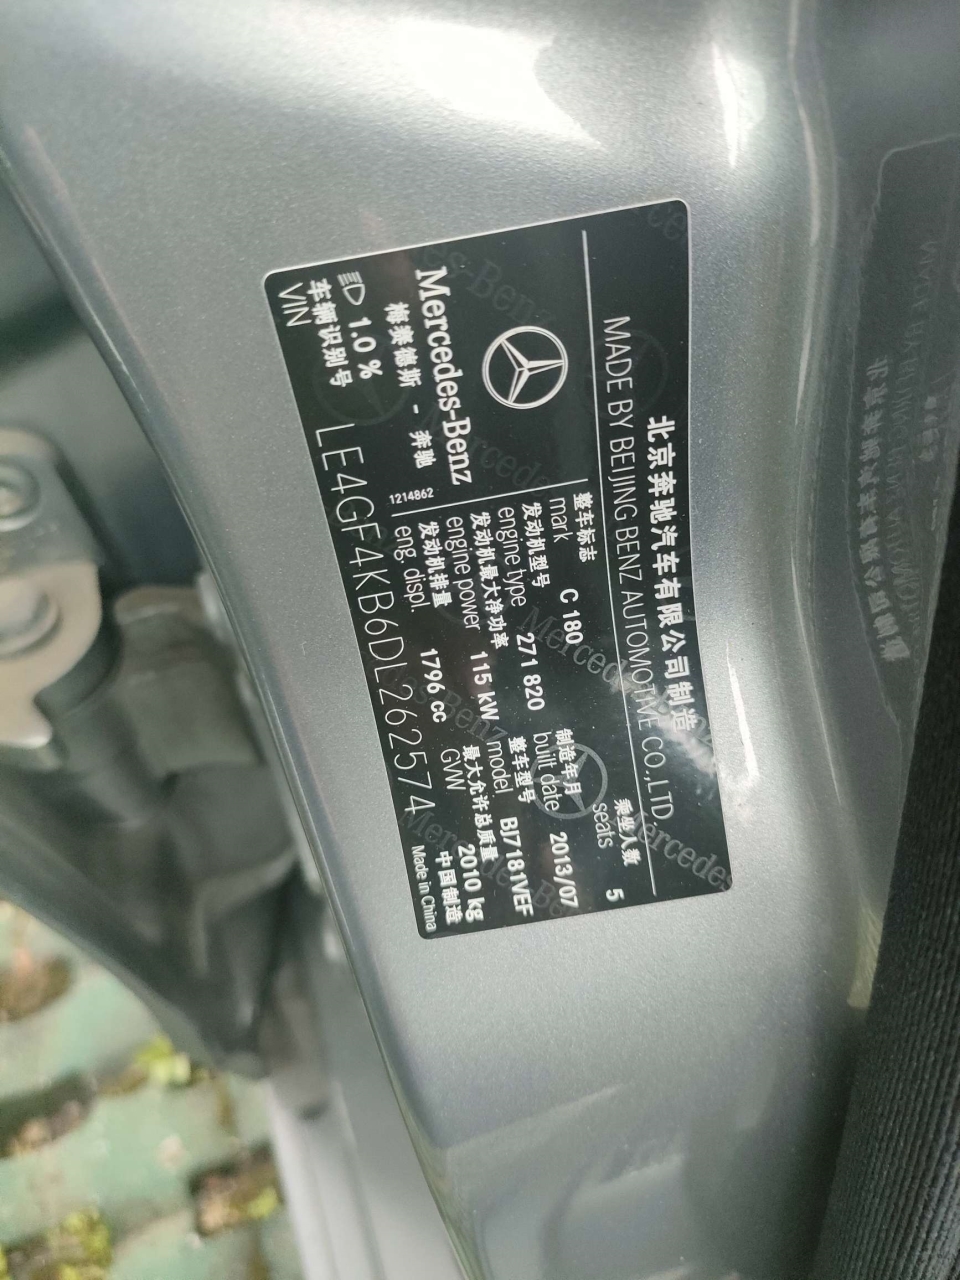 北京奔驰汽车有限公司制造
MADE BY BEIJING BENZ AUTOMOTIVE CO.,LTD.
乘坐人数 5
seats
整车标志
mark C 180
制造年月
built date 2013/07
发动机型号
engine type 271 820
整车型号
model BJ7181VEF
发动机最大净功率
engine power 115 kW
最大允许总质量
GVW 2010 kg
发动机排量
eng. displ. 1796 cc
中国制造
Made in China
Mercedes-Benz
梅赛德斯 - 奔驰
1214862
1.0 %
车辆识别号
VIN LE4GF4KB6DL262574